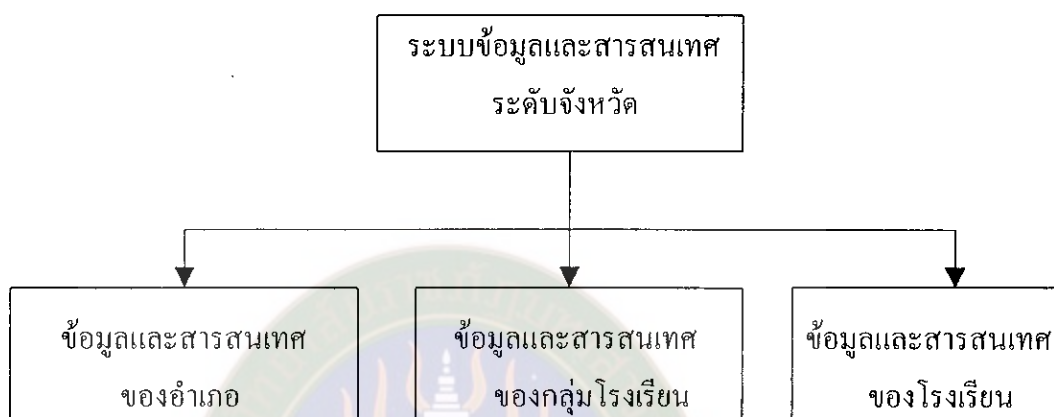 ระบบข้อมูลและสารสนเทศ
ระดับจังหวัด
ข้อมูลและสารสนเทศ
ของอำเภอ
ข้อมูลและสารสนเทศ
ของกลุ่มโรงเรียน
ข้อมูลและสารสนเทศ
ของโรงเรียน